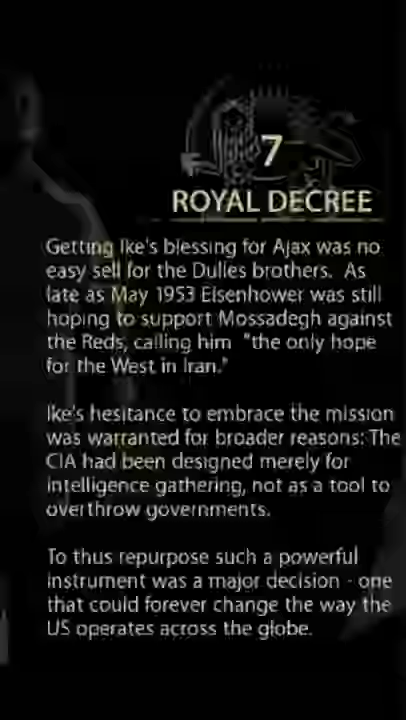 7
ROYAL DECREE
Getting Ike's blessing for Ajax was no
easy sell for the Dulles brothers. As
late as May 1953 Eisenhower was still
hoping to support Mossadegh against
the Reds, calling him "the only hope
for the West in Iran."
Ike's hesitance to embrace the mission
was warranted for broader reasons: The
CIA had been designed merely for
intelligence gathering, not as a tool to
overthrow governments.
To thus repurpose such a powerful
instrument was a major decision - one
that could forever change the way the
US operates across the globe.